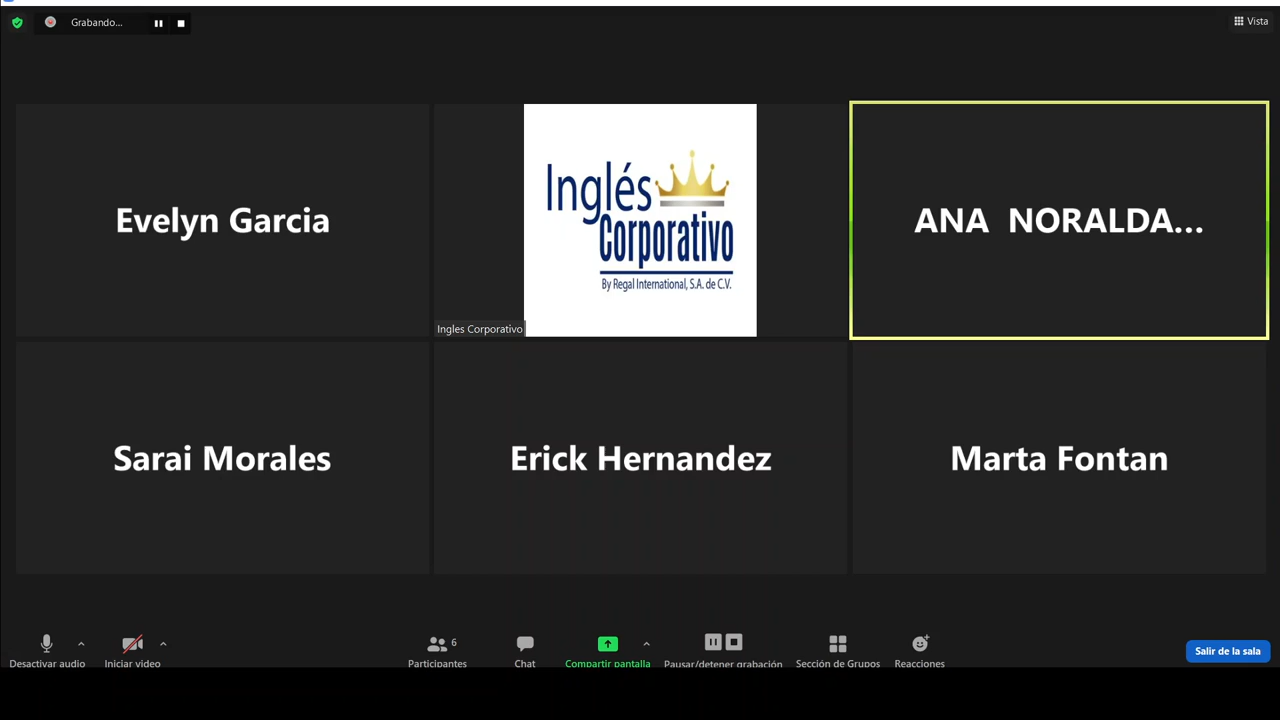 Grabando...
Vista
Evelyn Garcia
Inglés
Corporativo
By Regal International, S.A. de C.V.
Ingles Corporativo
ANA NORALDA...
Sarai Morales
Erick Hernandez
Marta Fontan
6
Desactivar audio
Iniciar video
Participantes
Chat
Compartir pantalla
Pausar/detener grabación
Sección de Grupos
Reacciones
Salir de la sala